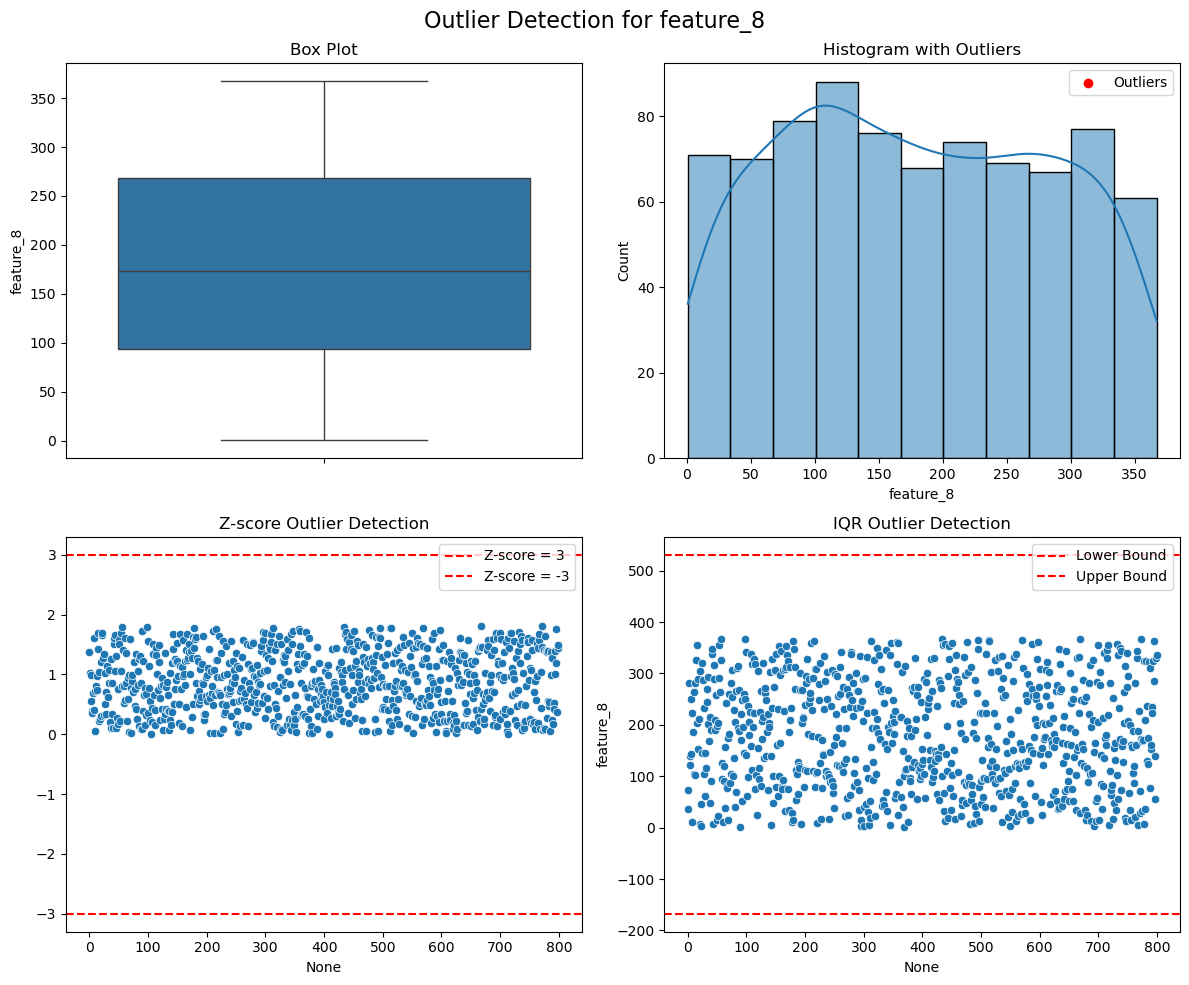 Outlier Detection for feature_8
Box Plot
350
300
250
200
150
100
50
0
feature_8
Histogram with Outliers
Outliers
80
60
40
20
0
Count
0 50 100 150 200 250 300 350
feature_8
Z-score Outlier Detection
Z-score = 3
Z-score = -3
3
2
1
0
−1
−2
−3
0 100 200 300 400 500 600 700 800
None
IQR Outlier Detection
Lower Bound
Upper Bound
500
400
300
200
100
0
−100
−200
feature_8
0 100 200 300 400 500 600 700 800
None